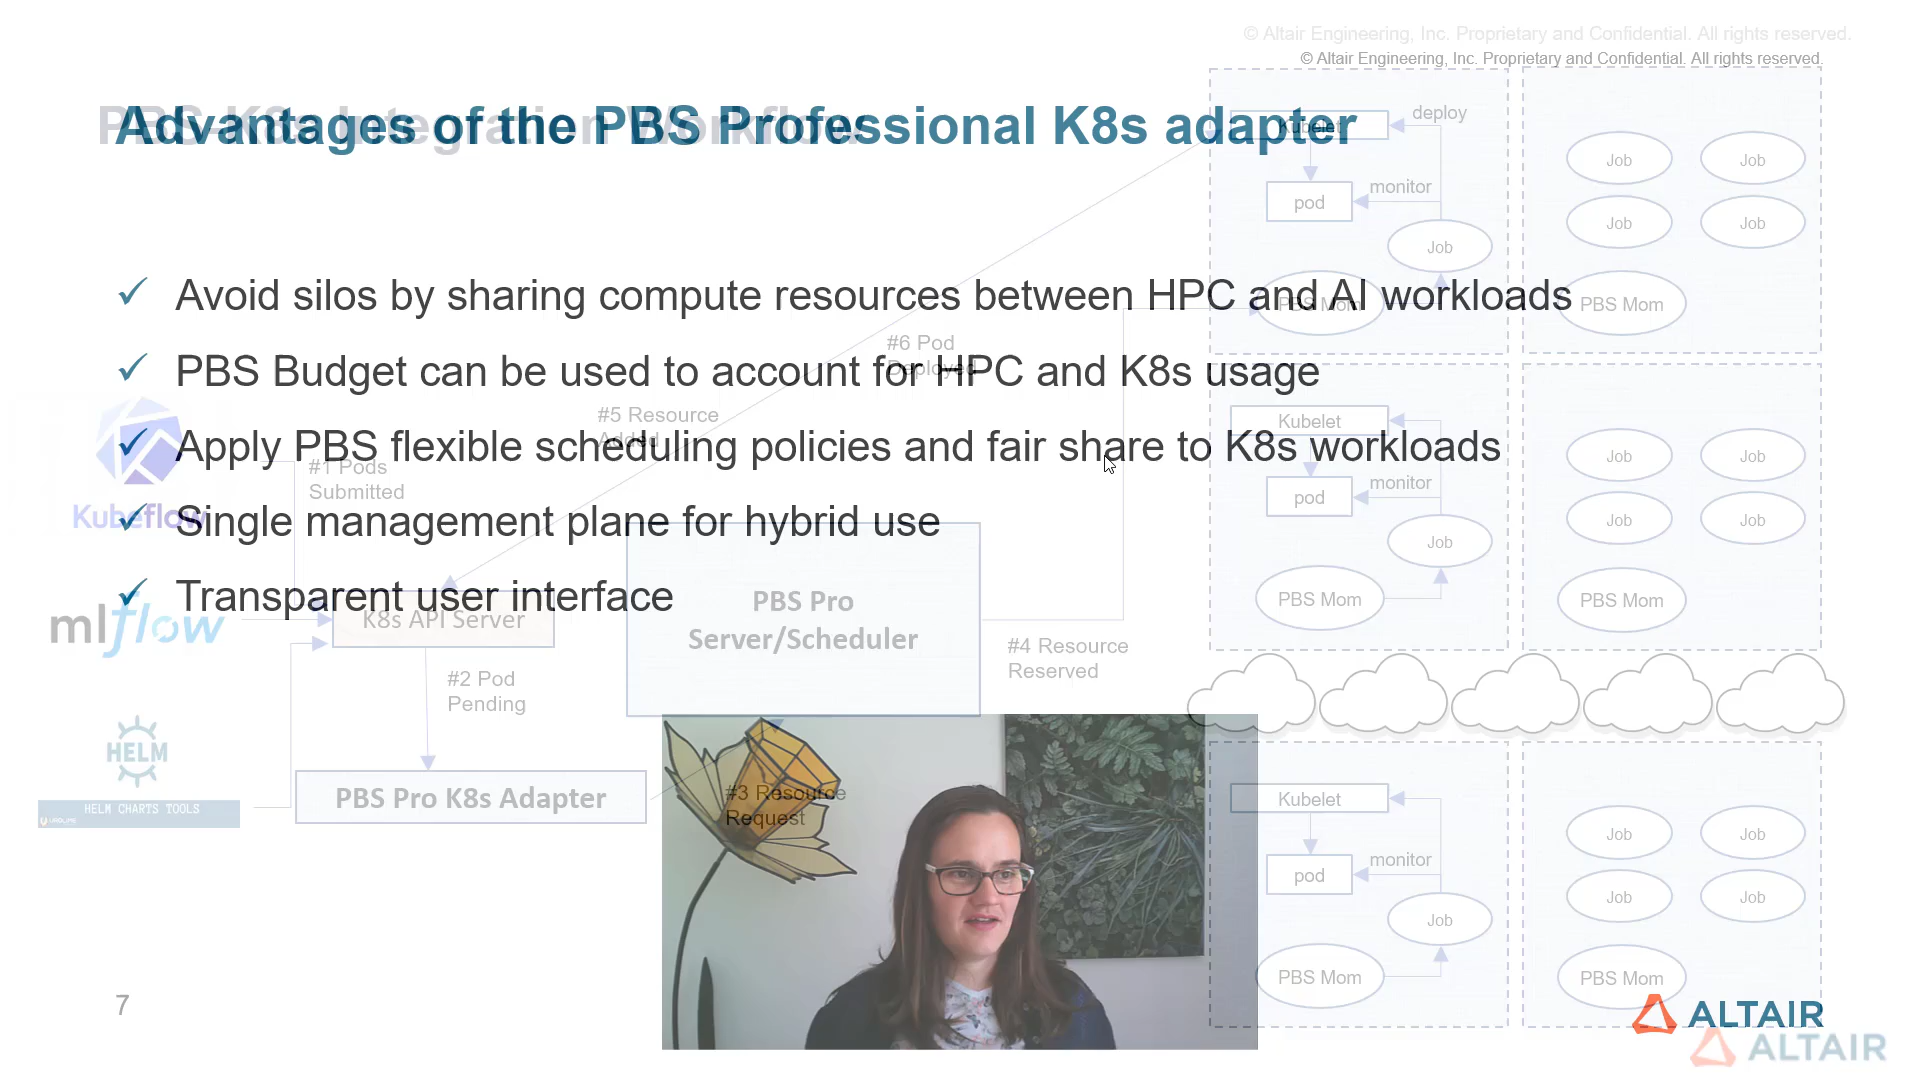 © Altair Engineering, Inc. Proprietary and Confidential. All rights reserved.
© Altair Engineering, Inc. Proprietary and Confidential. All rights reserved.
PBS-K8s Integration Workflow
Advantages of the PBS Professional K8s adapter
Avoid silos by sharing compute resources between HPC and AI workloads
PBS Budget can be used to account for HPC and K8s usage
Apply PBS flexible scheduling policies and fair share to K8s workloads
Single management plane for hybrid use
Transparent user interface
Kubeflow
mlflow
HELM
HELM CHARTS TOOLS
#1 Pods
Submitted
K8s API Server
#2 Pod
Pending
PBS Pro K8s Adapter
#3 Resource
Request
PBS Pro
Server/Scheduler
#4 Resource
Reserved
#5 Resource
Added
#6 Pod
Deployed
Kubelet
deploy
pod
monitor
Job
PBS Mom
Job
Job
Job
Job
PBS Mom
Kubelet
pod
monitor
Job
PBS Mom
Job
Job
Job
Job
PBS Mom
Kubelet
pod
monitor
Job
PBS Mom
Job
Job
Job
Job
PBS Mom
7
ALTAIR
ALTAIR